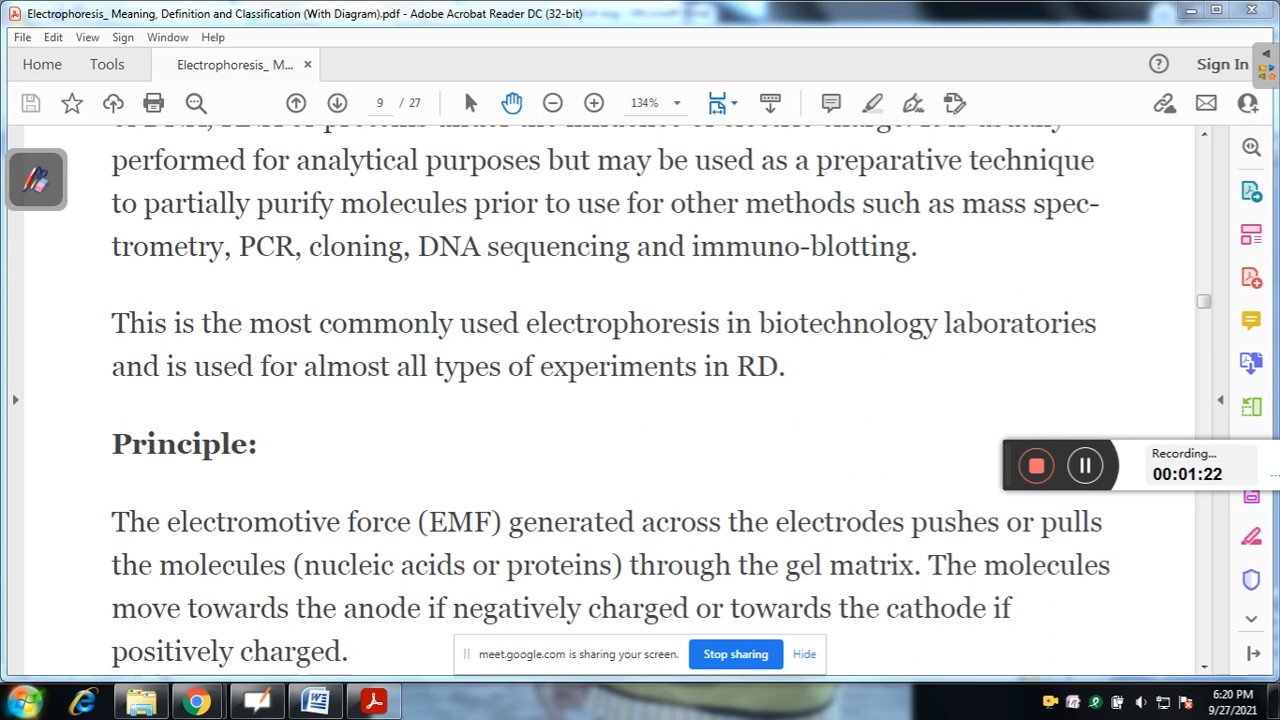 Electrophoresis_ Meaning, Definition and Classification (With Diagram).pdf - Adobe Acrobat Reader DC (32-bit)
File Edit View Sign Window Help
Home Tools Electrophoresis_ M... × Sign In
9 / 27 134%
performed for analytical purposes but may be used as a preparative technique
to partially purify molecules prior to use for other methods such as mass spec-
trometry, PCR, cloning, DNA sequencing and immuno-blotting.
This is the most commonly used electrophoresis in biotechnology laboratories
and is used for almost all types of experiments in RD.
Principle:
Recording...
00:01:22
The electromotive force (EMF) generated across the electrodes pushes or pulls
the molecules (nucleic acids or proteins) through the gel matrix. The molecules
move towards the anode if negatively charged or towards the cathode if
positively charged.
meet.google.com is sharing your screen. Stop sharing Hide
6:20 PM
9/27/2021